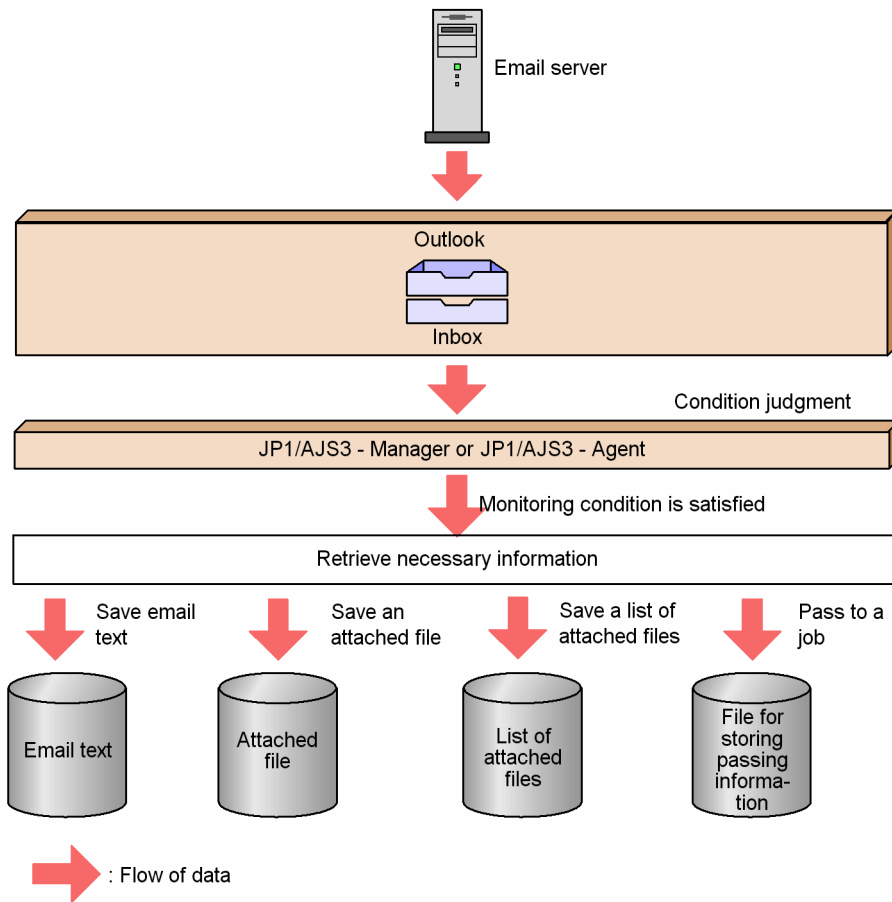 Email server
Outlook
Inbox
Condition judgment
JP1/AJS3 - Manager or JP1/AJS3 - Agent
Monitoring condition is satisfied
Retrieve necessary information
Save email
text
Save an
attached file
Save a list of
attached files
Pass to a
job
Email text
Attached
file
List of
attached
files
File for
storing
passing
informa-
tion
: Flow of data